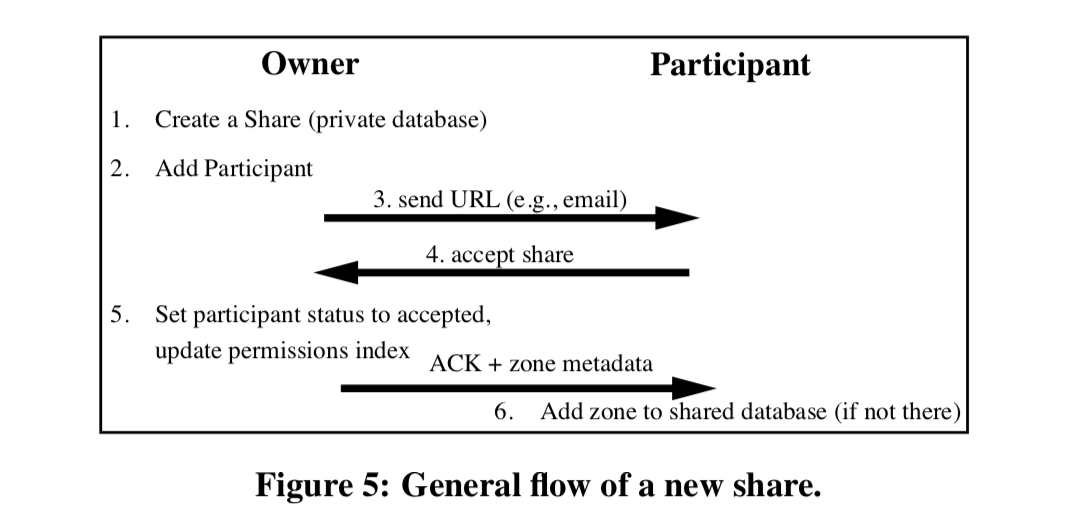 Owner
Participant
1. Create a Share (private database)
2. Add Participant
3. send URL (e.g., email)
4. accept share
5. Set participant status to accepted,
update permissions index
ACK + zone metadata
6. Add zone to shared database (if not there)
Figure 5: General flow of a new share.